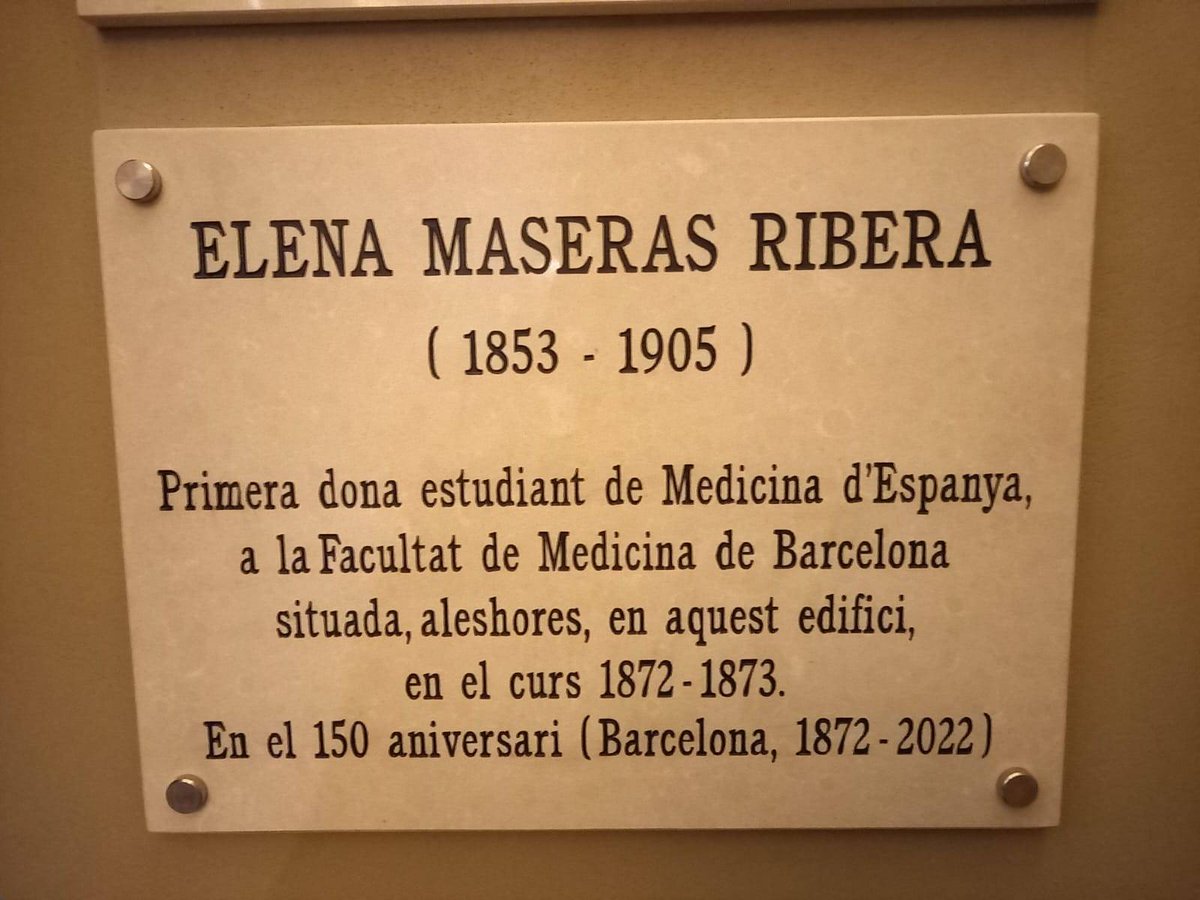 ELENA MASERAS RIBERA
( 1853 - 1905 )
Primera dona estudiant de Medicina d'Espanya,
a la Facultat de Medicina de Barcelona
situada, aleshores, en aquest edifici,
en el curs 1872-1873.
En el 150 aniversari (Barcelona, 1872-2022)